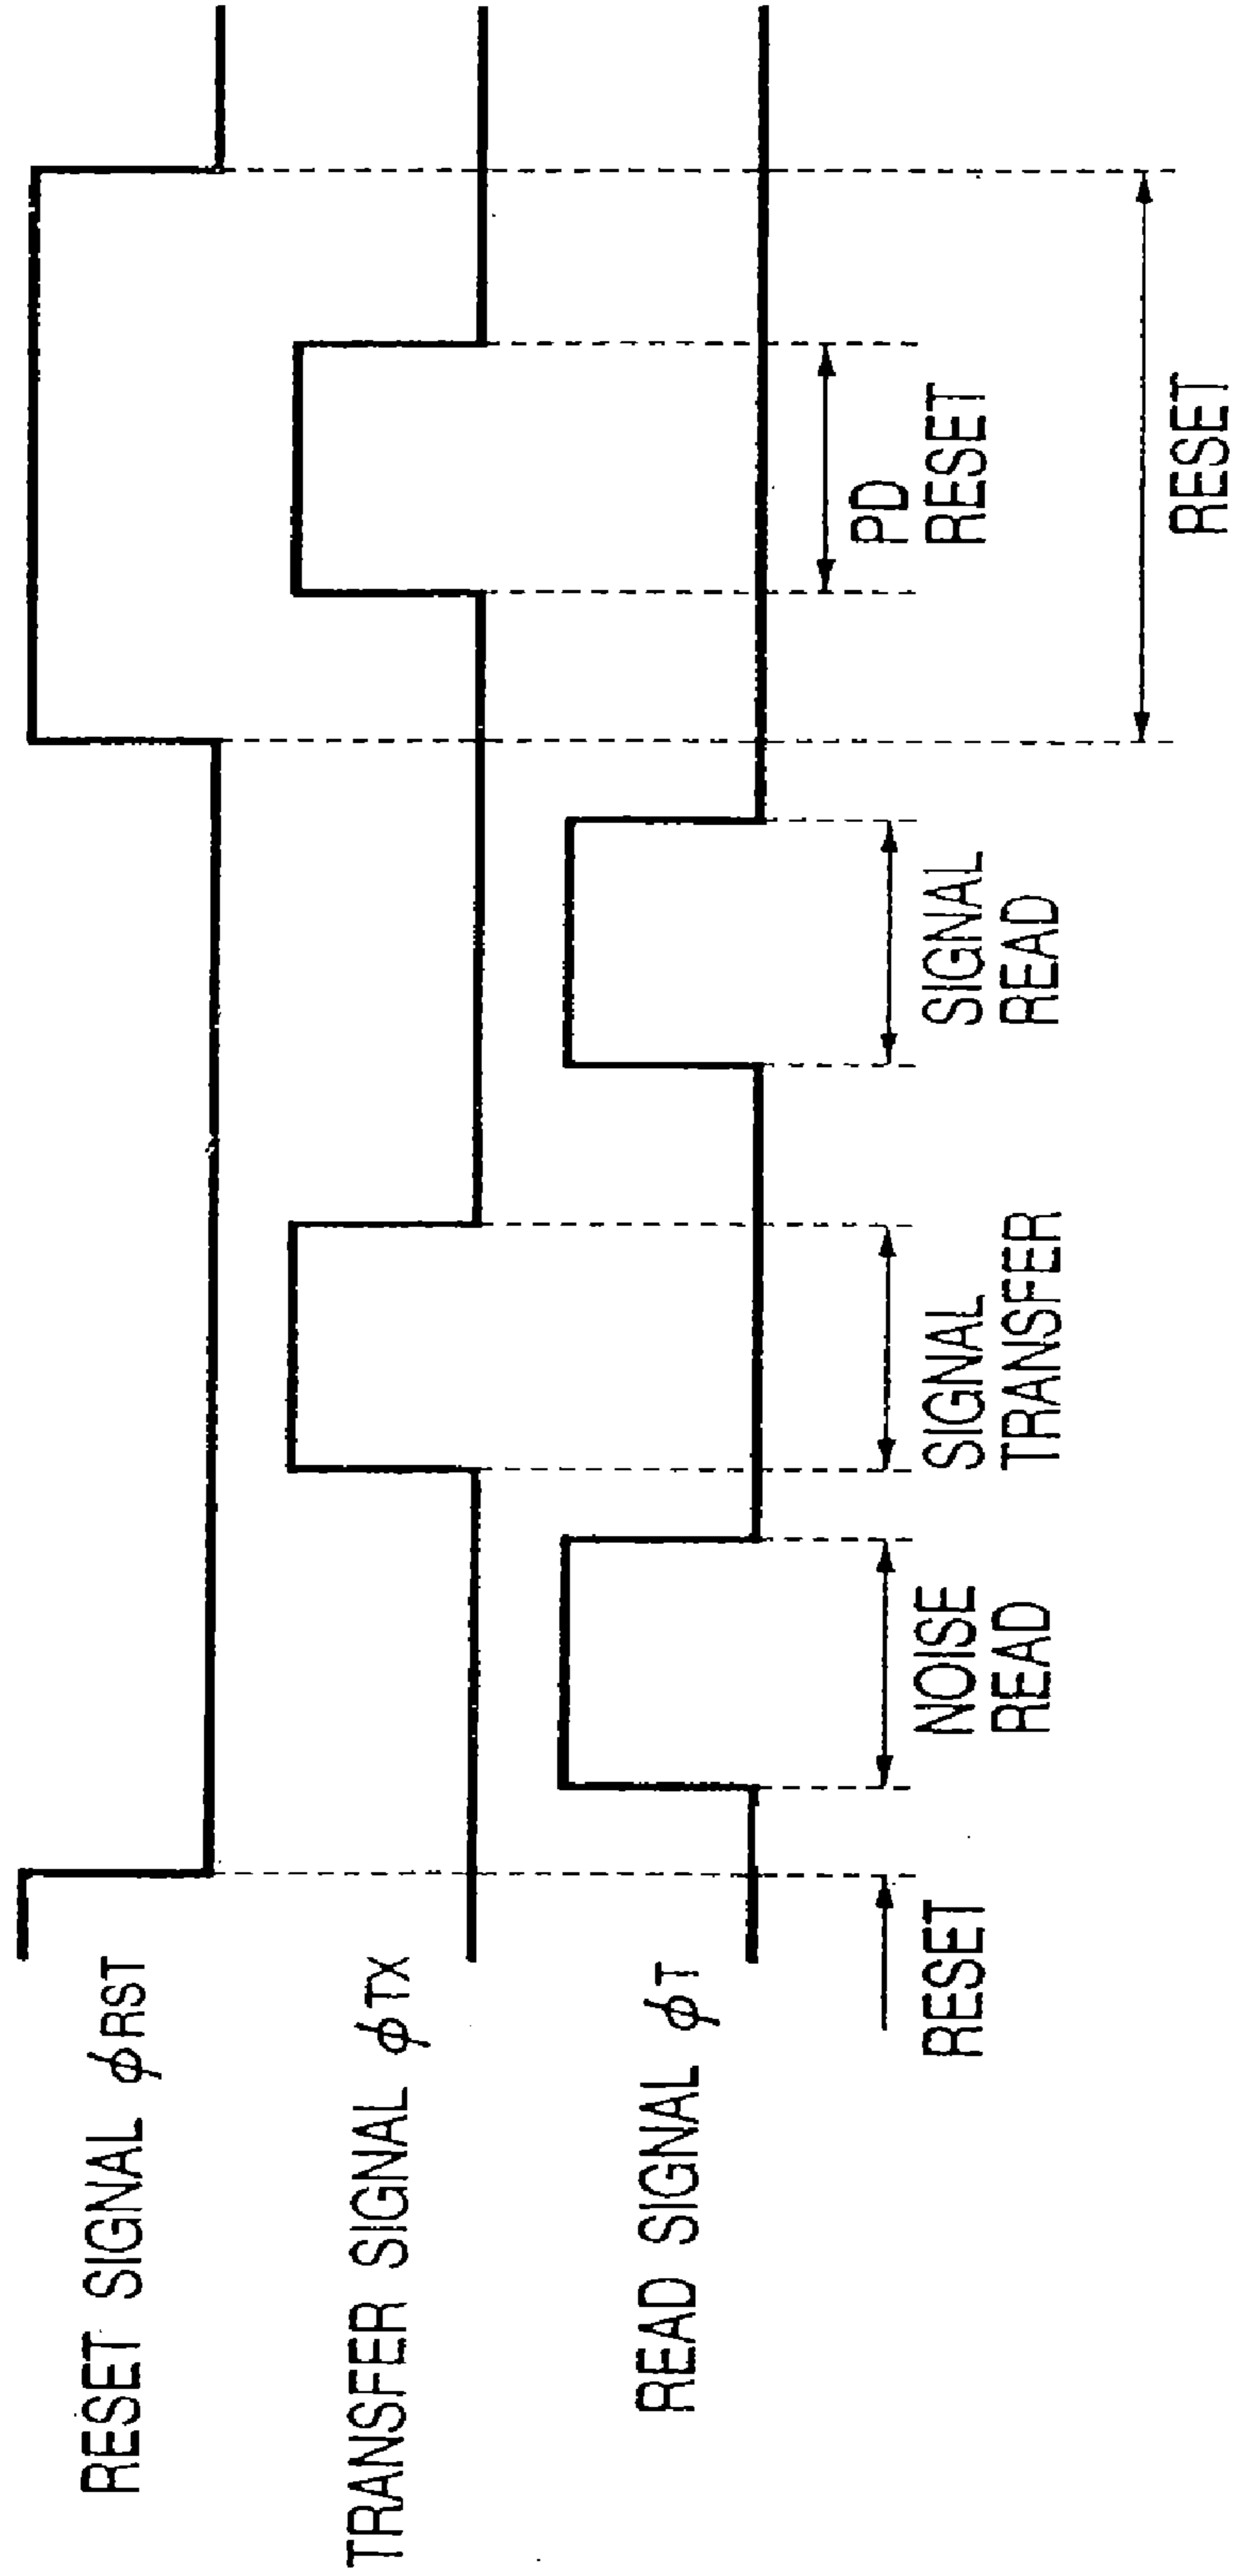 RESET SIGNAL ϕRST
TRANSFER SIGNAL ϕTX
READ SIGNAL ϕT
RESET
NOISE
READ
SIGNAL
TRANSFER
SIGNAL
READ
PD
RESET
RESET